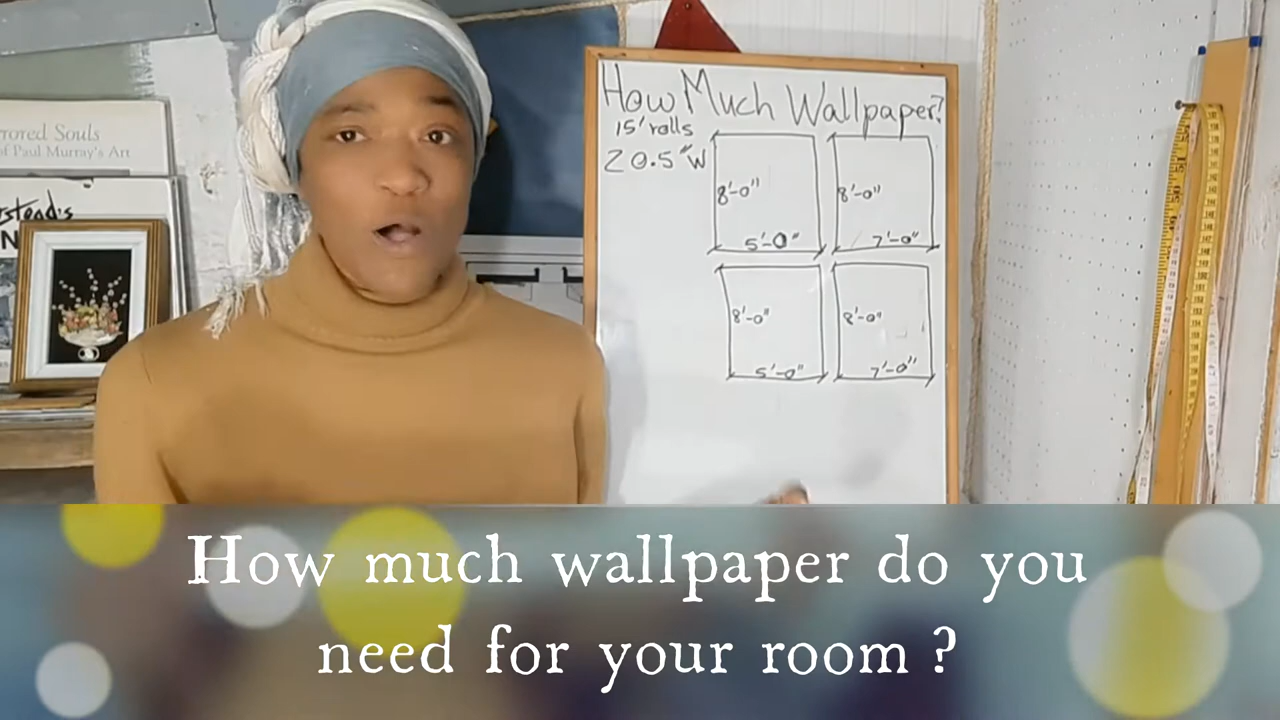 rrored Souls
of Paul Murray's Art
How Much Wallpaper?
15' rolls
20.5"W
8'-0"
5'-0"
8'-0"
7'-0"
8'-0"
5'-0"
8'-0"
7'-0"
How much wallpaper do you
need for your room ?